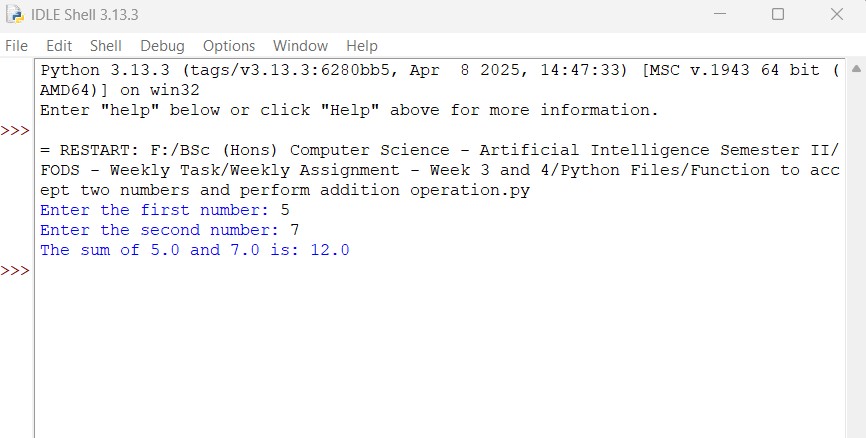 IDLE Shell 3.13.3
File Edit Shell Debug Options Window Help
Python 3.13.3 (tags/v3.13.3:6280bb5, Apr  8 2025, 14:47:33) [MSC v.1943 64 bit (
AMD64)] on win32
Enter "help" below or click "Help" above for more information.
>>>
= RESTART: F:/BSc (Hons) Computer Science - Artificial Intelligence Semester II/
FODS - Weekly Task/Weekly Assignment - Week 3 and 4/Python Files/Function to acc
ept two numbers and perform addition operation.py
Enter the first number: 5
Enter the second number: 7
The sum of 5.0 and 7.0 is: 12.0
>>>